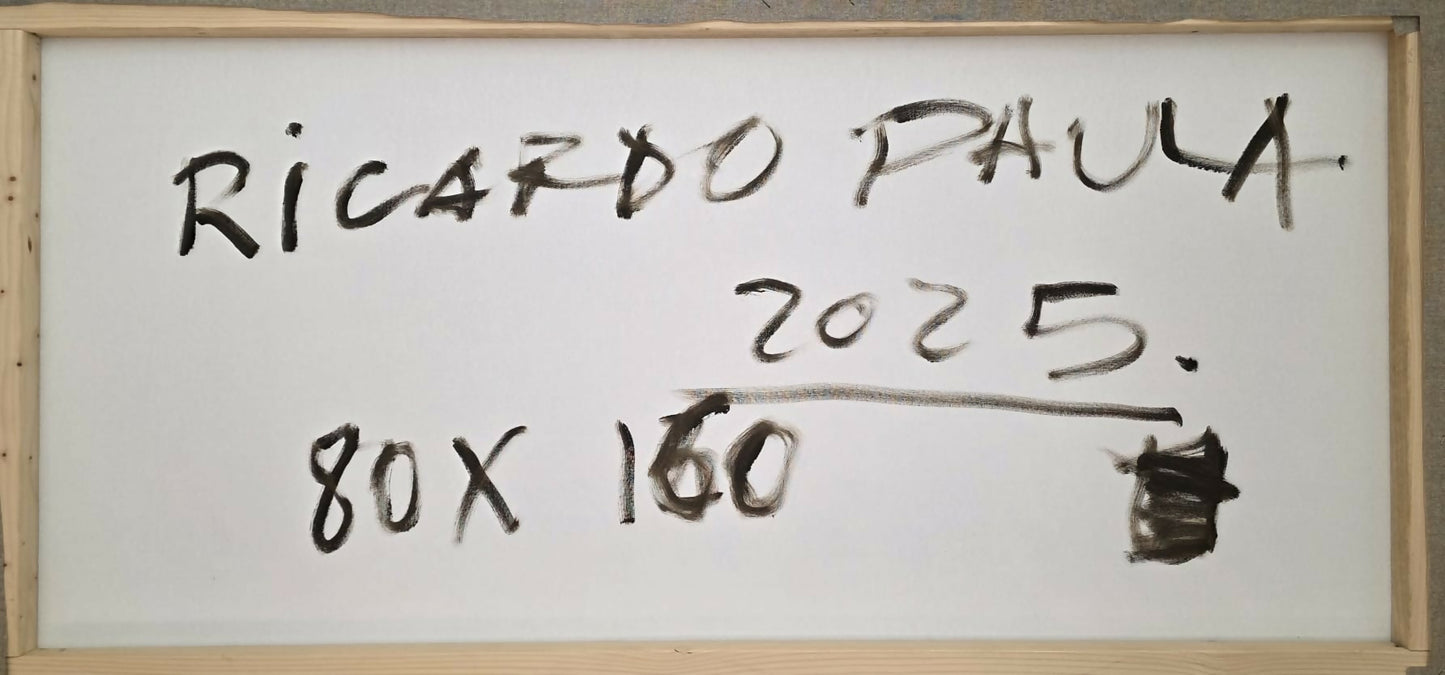 RiCARDO PAULA.
2025.
80X 160